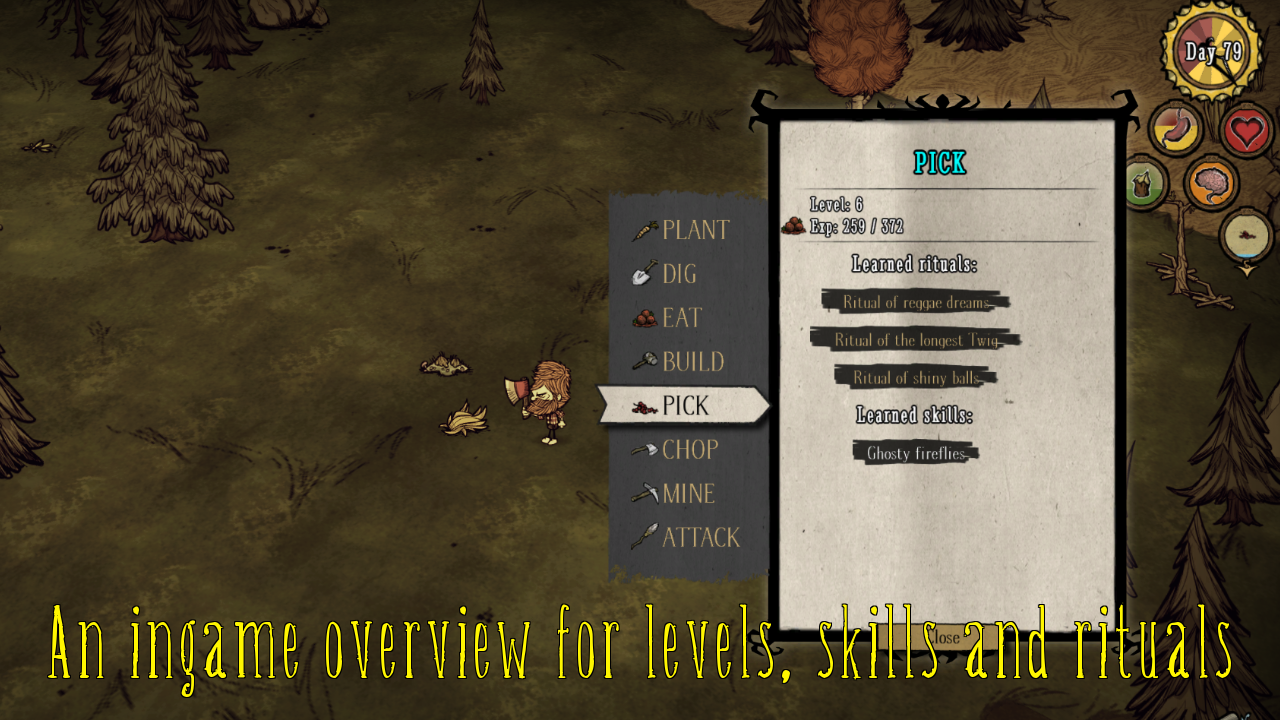 Day 79
PICK
Level: 6
Exp: 259 / 372
Learned rituals:
Ritual of reggae dreams
Ritual of the longest Twig
Ritual of shiny balls
Learned skills:
Ghosty fireflies
PLANT
DIG
EAT
BUILD
PICK
CHOP
MINE
ATTACK
Close
An ingame overview for levels, skills and rituals